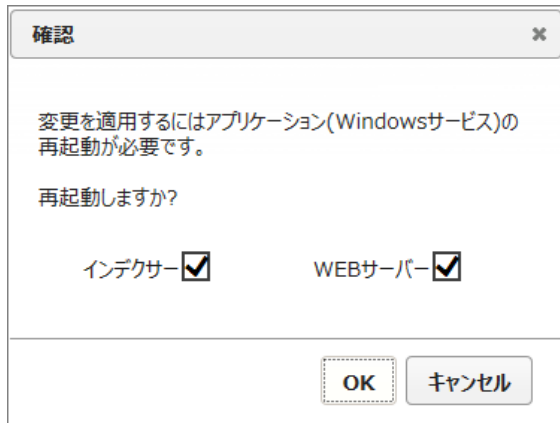 確認
変更を適用するにはアプリケーション(Windowsサービス)の
再起動が必要です。
再起動しますか?
インデクサー WEBサーバー
OK キャンセル